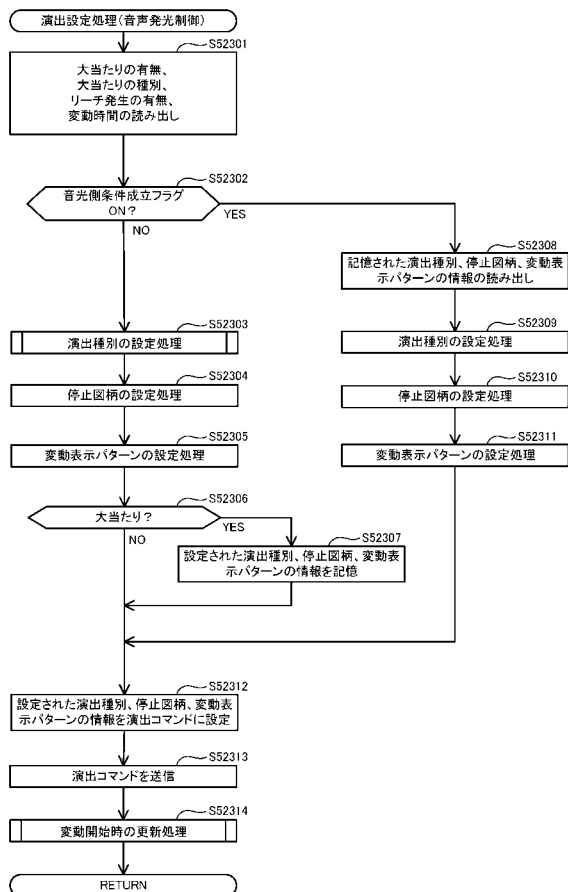 演出設定処理(音声発光制御)
S52301
大当たりの有無、
大当たりの種別、
リーチ発生の有無、
変動時間の読み出し
S52302
音光側条件成立フラグ
ON?
YES
NO
S52308
記憶された演出種別、停止図柄、変動表
示パターンの情報の読み出し
S52303
演出種別の設定処理
S52309
演出種別の設定処理
S52304
停止図柄の設定処理
S52310
停止図柄の設定処理
S52305
変動表示パターンの設定処理
S52311
変動表示パターンの設定処理
S52306
大当たり?
YES
NO
S52307
設定された演出種別、停止図柄、変動表
示パターンの情報を記憶
S52312
設定された演出種別、停止図柄、変動表
示パターンの情報を演出コマンドに設定
S52313
演出コマンドを送信
S52314
変動開始時の更新処理
RETURN